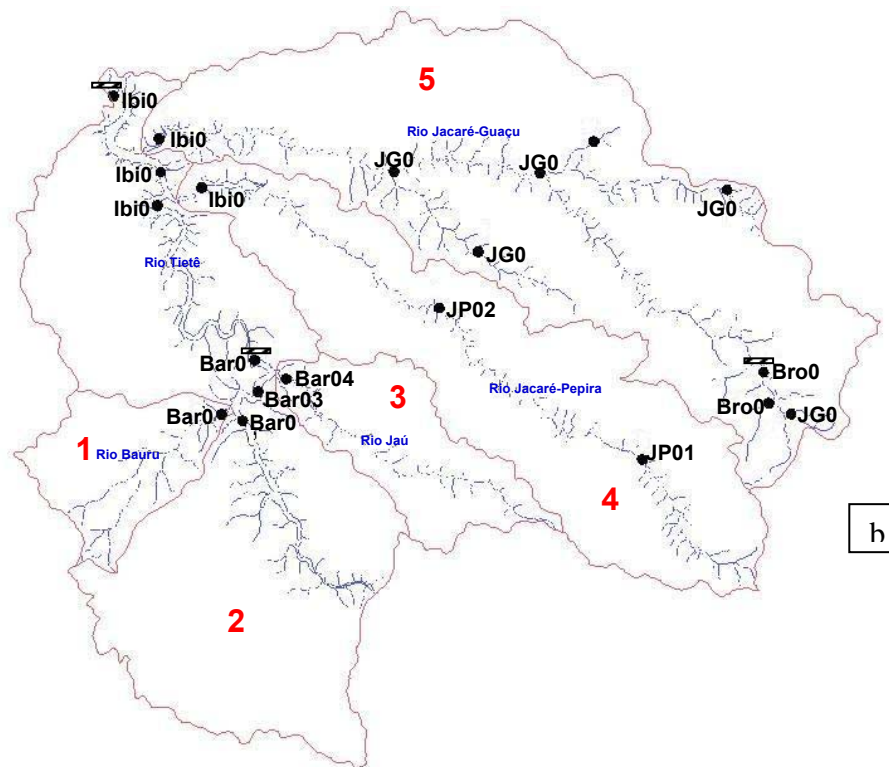 5
Ibi0
Rio Jacaré-Guaçu
Ibi0
JG0
JG0
Ibi0
Ibi0
JG0
Ibi0
JG0
Rio Tietê
JP02
Bar0
Bro0
Bar04
Rio Jacaré-Pepira
Bar03
3
Bro0
JG0
Bar0
Bar0
Rio Jaú
1
Rio Bauru
JP01
4
b
2